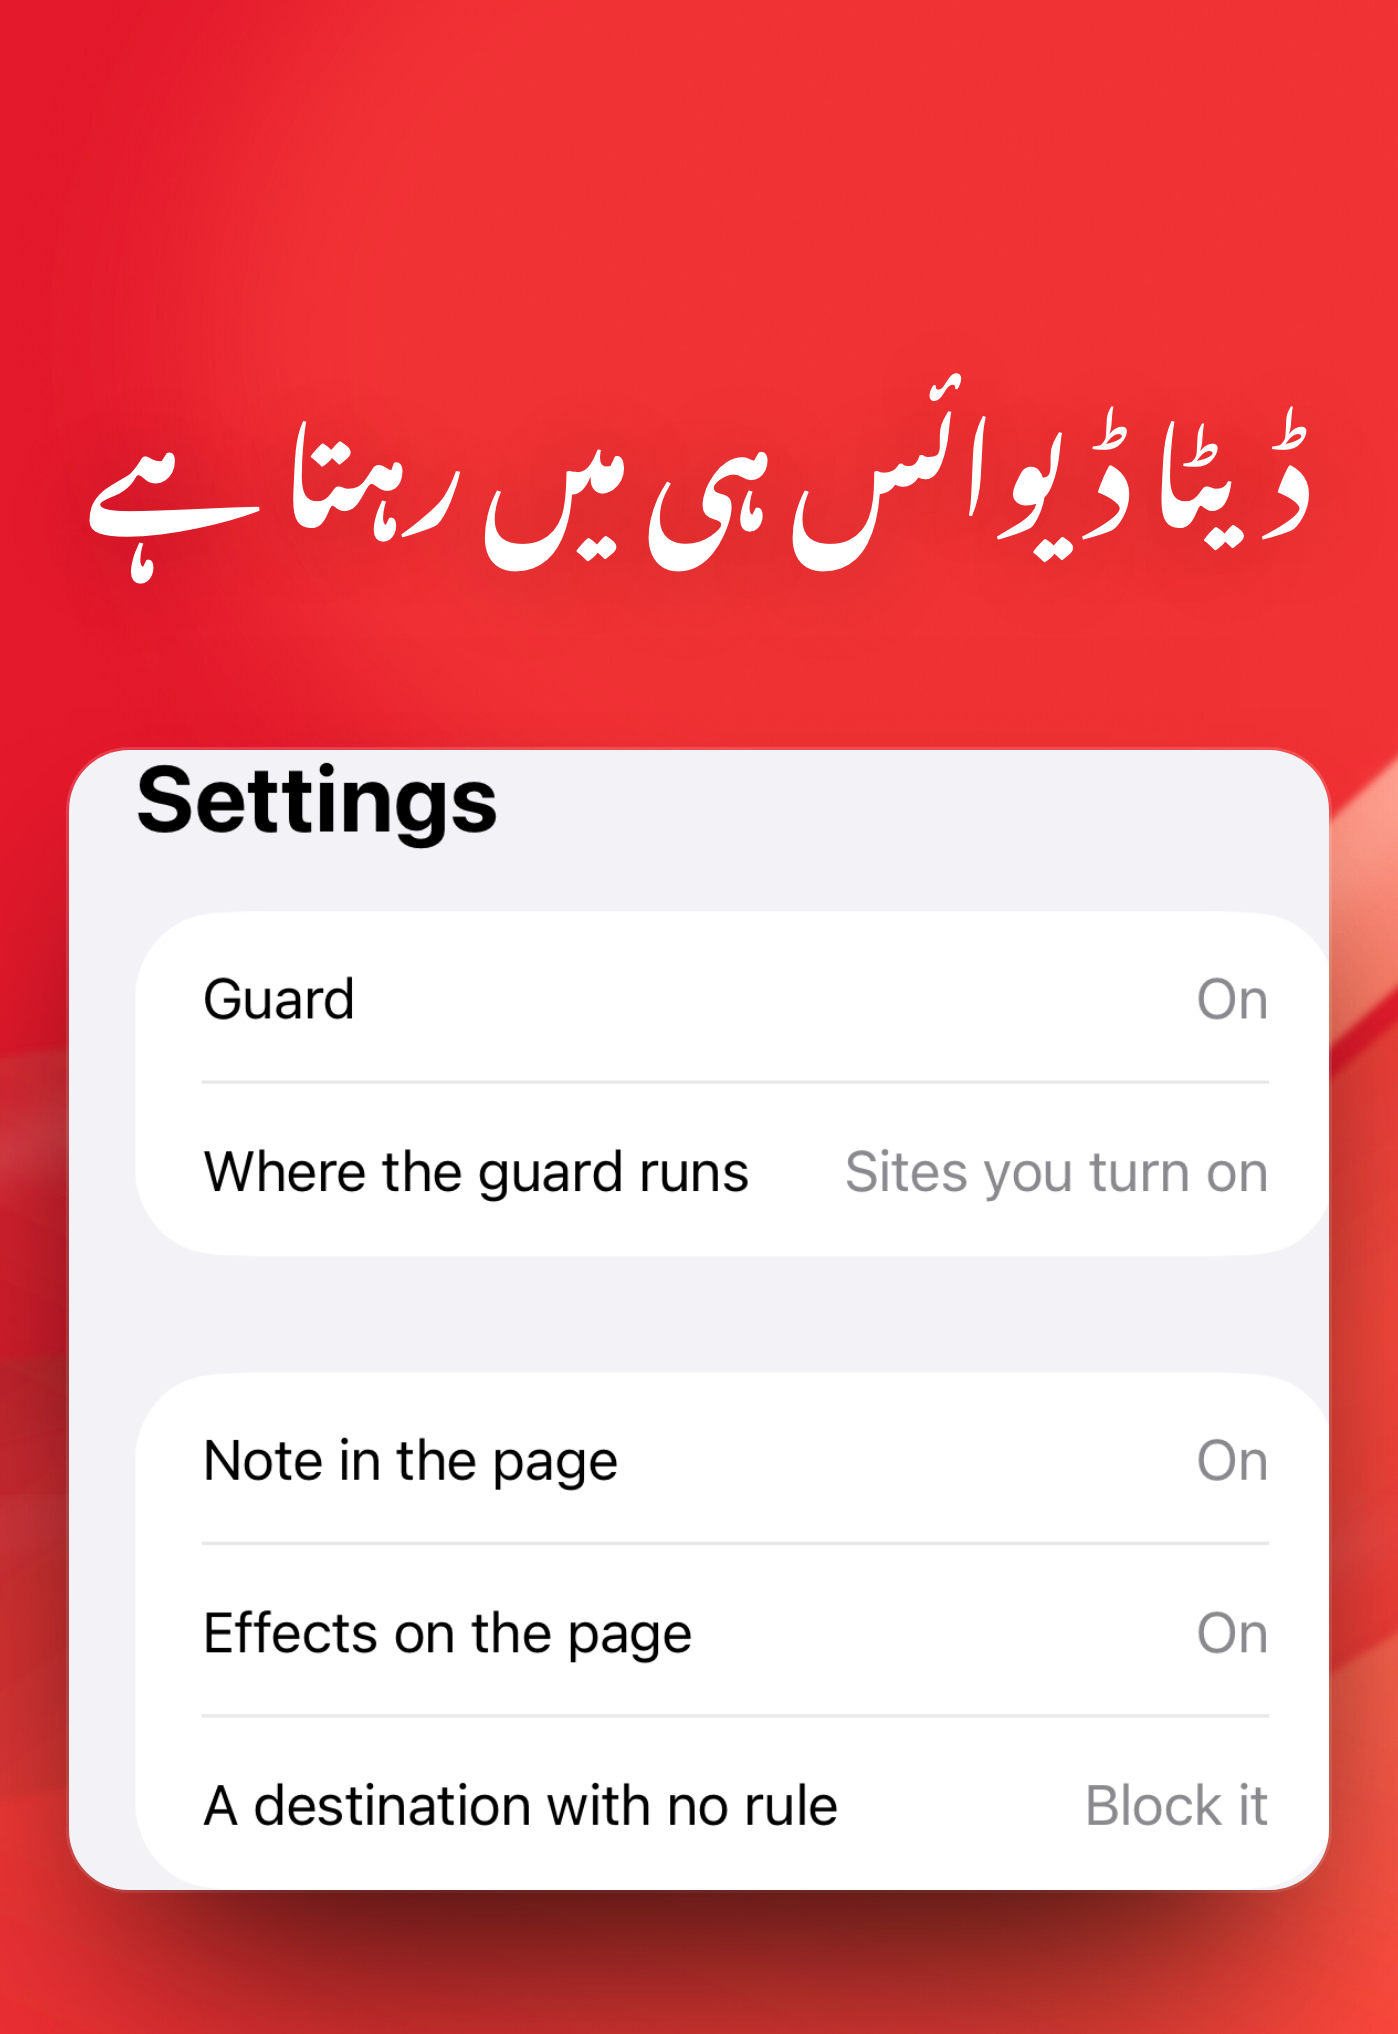 ڈیٹا ڈیوائس ہی میں رہتا ہے
Settings
Guard On
Where the guard runs Sites you turn on
Note in the page On
Effects on the page On
A destination with no rule Block it